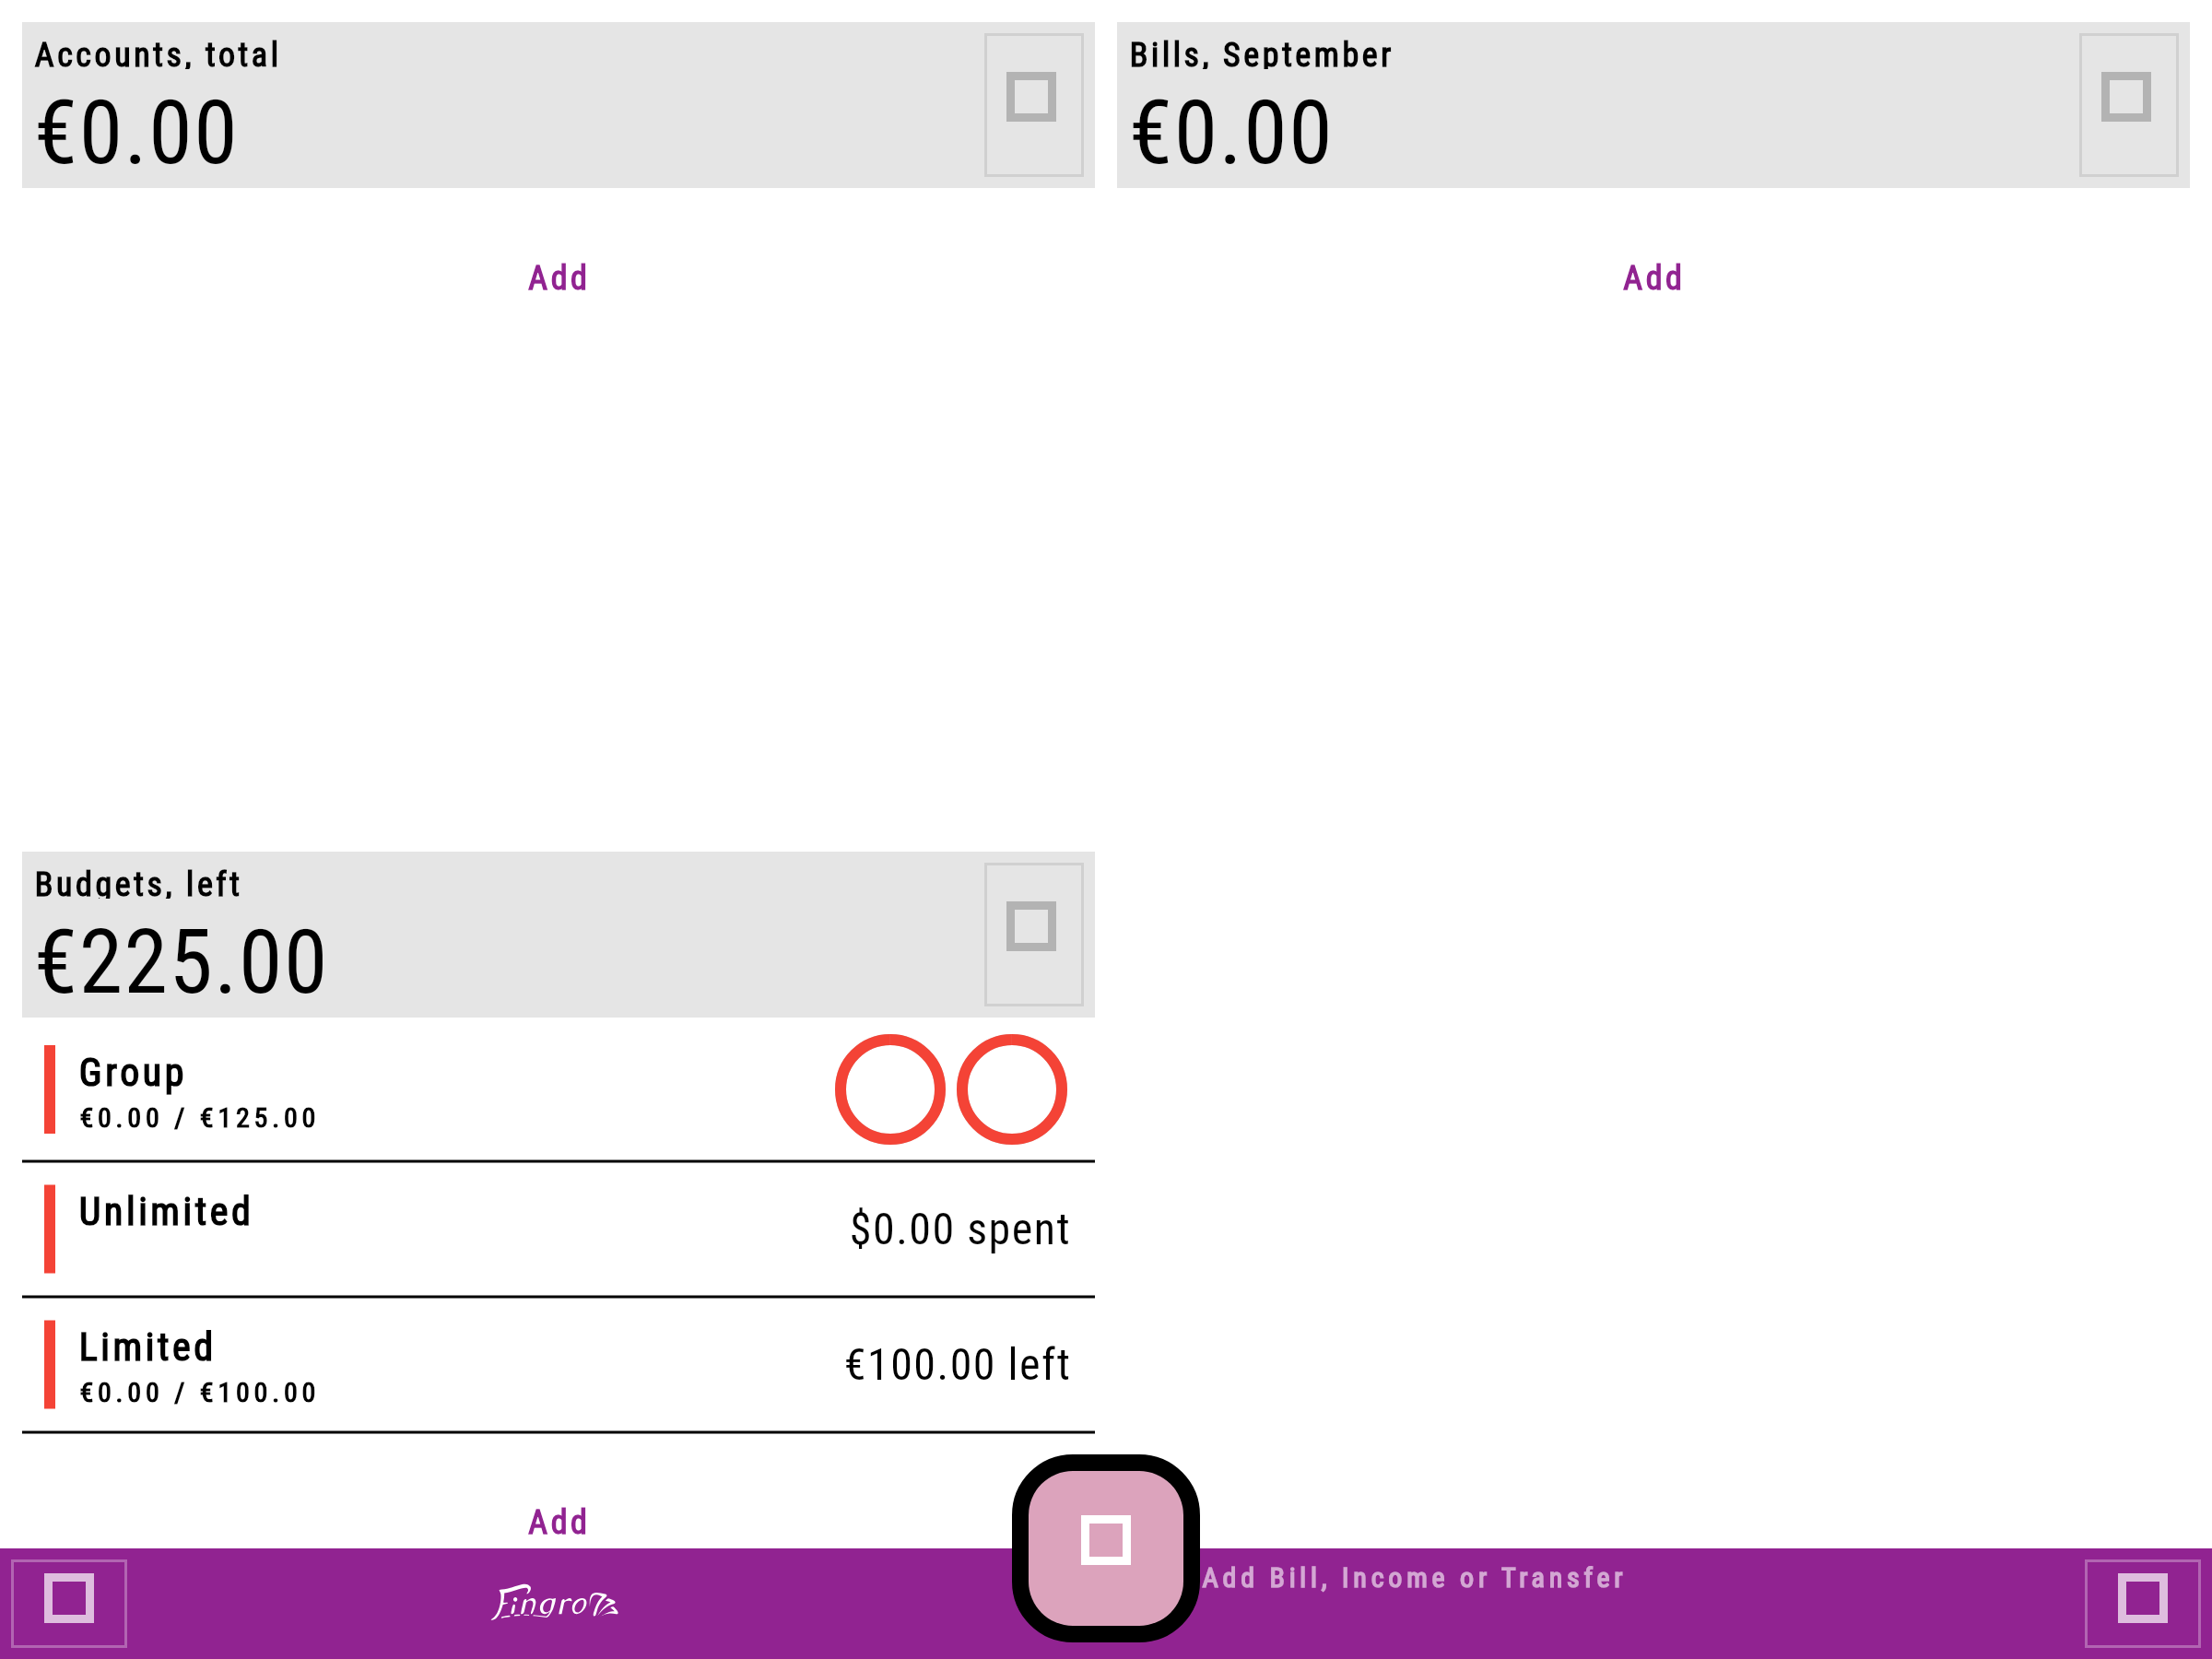 Accounts, total
€0.00
Add
Bills, September
€0.00
Add
Budgets, left
€225.00
Group
€0.00 / €125.00
Unlimited
$0.00 spent
Limited
€0.00 / €100.00
€100.00 left
Add
Add Bill, Income or Transfer